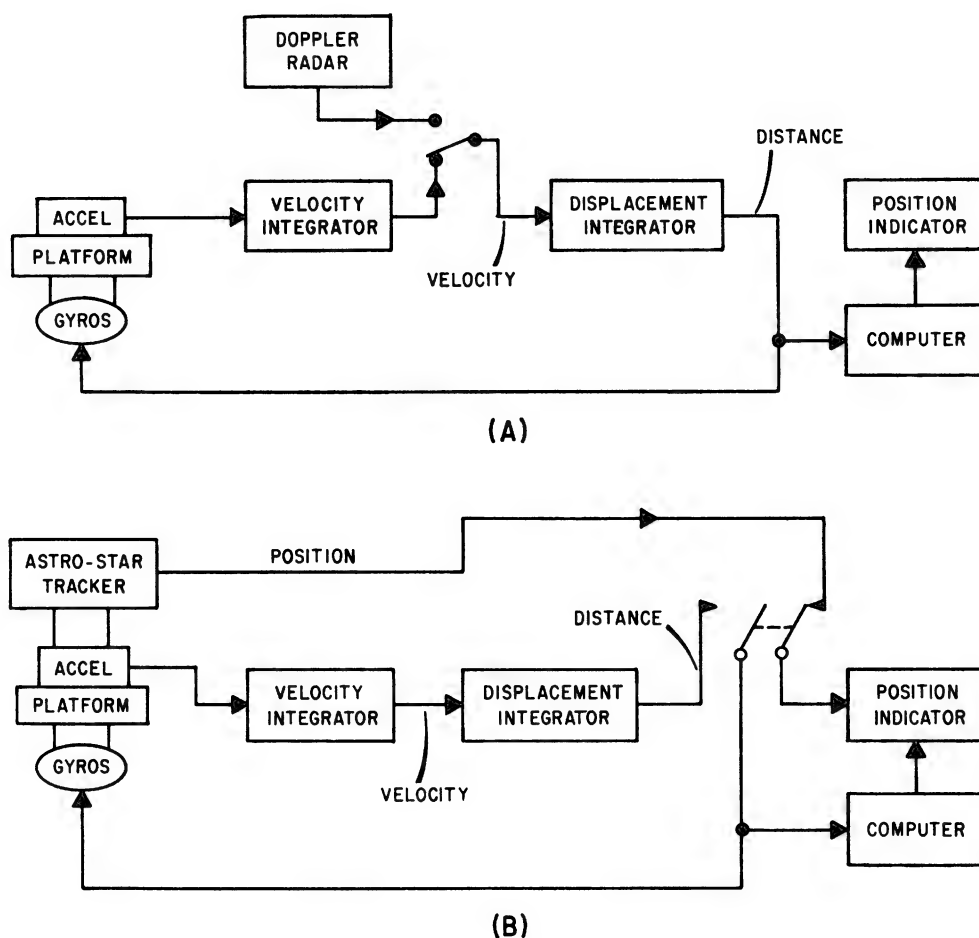 DOPPLER
RADAR
DISTANCE
ACCEL
PLATFORM
GYROS
VELOCITY
INTEGRATOR
VELOCITY
DISPLACEMENT
INTEGRATOR
POSITION
INDICATOR
COMPUTER
(A)
ASTRO-STAR
TRACKER
POSITION
DISTANCE
ACCEL
PLATFORM
GYROS
VELOCITY
INTEGRATOR
VELOCITY
DISPLACEMENT
INTEGRATOR
POSITION
INDICATOR
COMPUTER
(B)